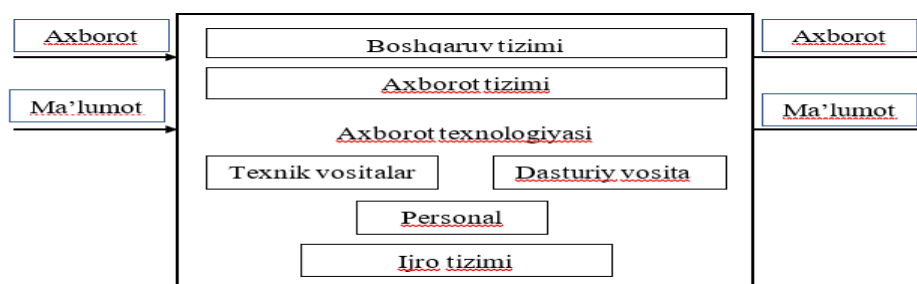 Axborot
Boshqaruv tizimi
Axborot
Axborot tizimi
Ma’lumot
Ma’lumot
Axborot texnologiyasi
Texnik vositalar
Dasturiy vosita
Personal
Ijro tizimi